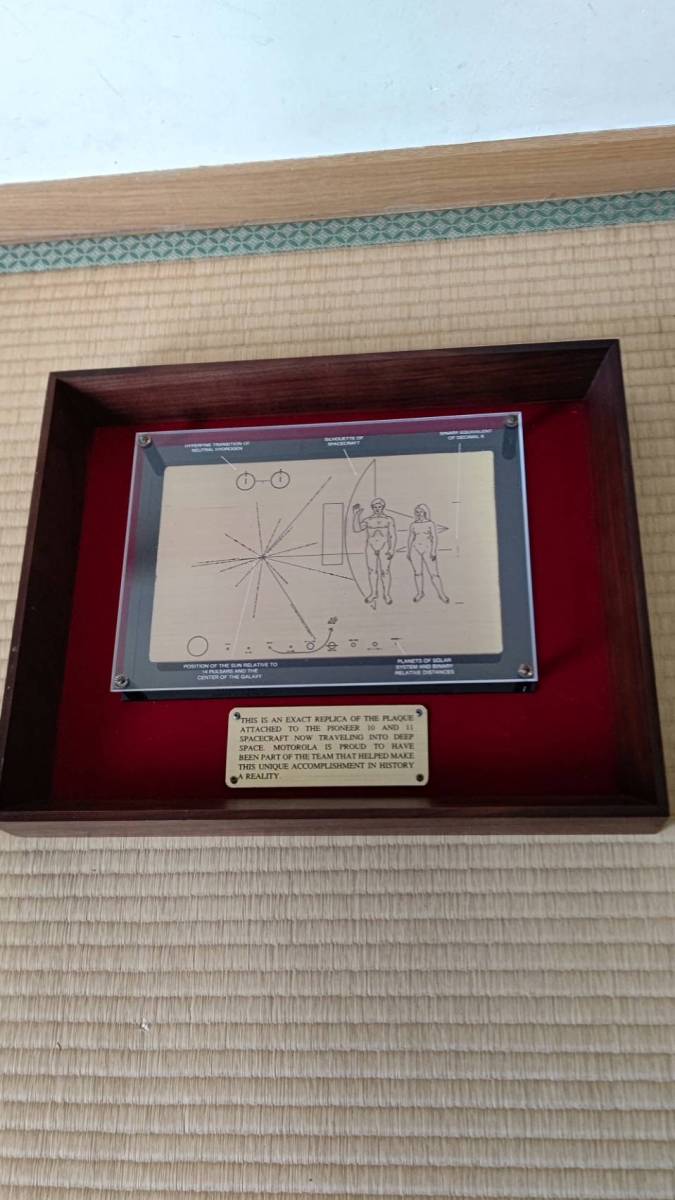 HYPERFINE TRANSITION OF
NEUTRAL HYDROGEN
SILHOUETTE OF
SPACECRAFT
BINARY EQUIVALENT
OF DECIMAL 8
POSITION OF THE SUN RELATIVE TO
14 PULSARS AND THE
CENTER OF THE GALAXY
PLANETS OF SOLAR
SYSTEM AND BINARY
RELATIVE DISTANCES
THIS IS AN EXACT REPLICA OF THE PLAQUE
ATTACHED TO THE PIONEER 10 AND 11
SPACECRAFT NOW TRAVELING INTO DEEP
SPACE. MOTOROLA IS PROUD TO HAVE
BEEN PART OF THE TEAM THAT HELPED MAKE
THIS UNIQUE ACCOMPLISHMENT IN HISTORY
A REALITY.